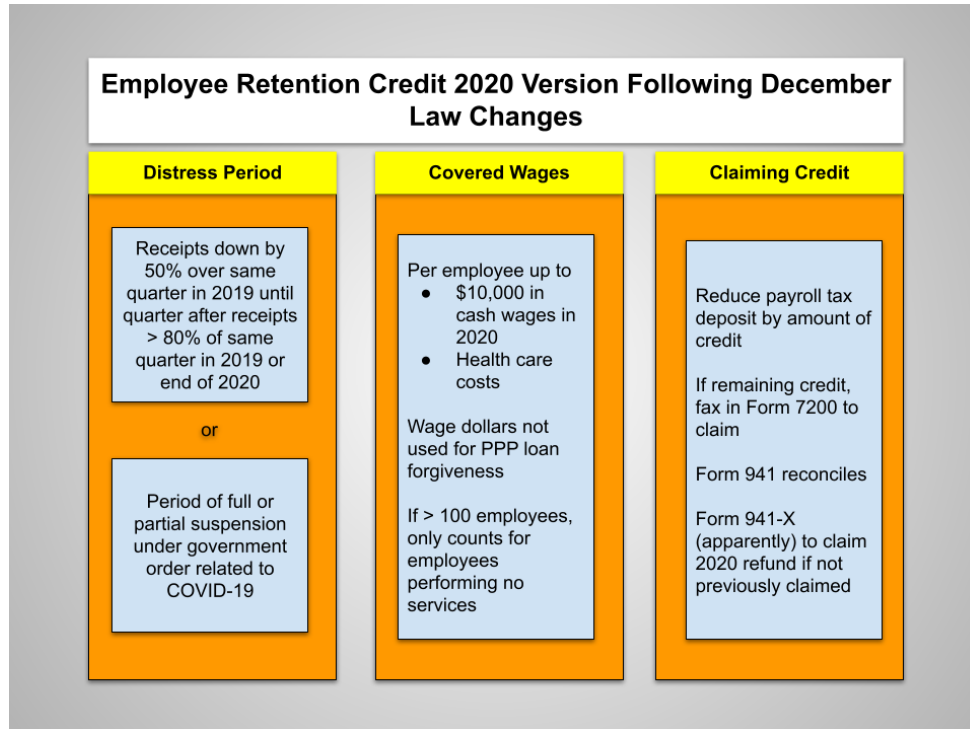 Employee Retention Credit 2020 Version Following December
Law Changes
Distress Period
Receipts down by
50% over same
quarter in 2019 until
quarter after receipts
> 80% of same
quarter in 2019 or
end of 2020
or
Period of full or
partial suspension
under government
order related to
COVID-19
Covered Wages
Per employee up to
● $10,000 in
cash wages in
2020
● Health care
costs
Wage dollars not
used for PPP loan
forgiveness
If > 100 employees,
only counts for
employees
performing no
services
Claiming Credit
Reduce payroll tax
deposit by amount of
credit
If remaining credit,
fax in Form 7200 to
claim
Form 941 reconciles
Form 941-X
(apparently) to claim
2020 refund if not
previously claimed